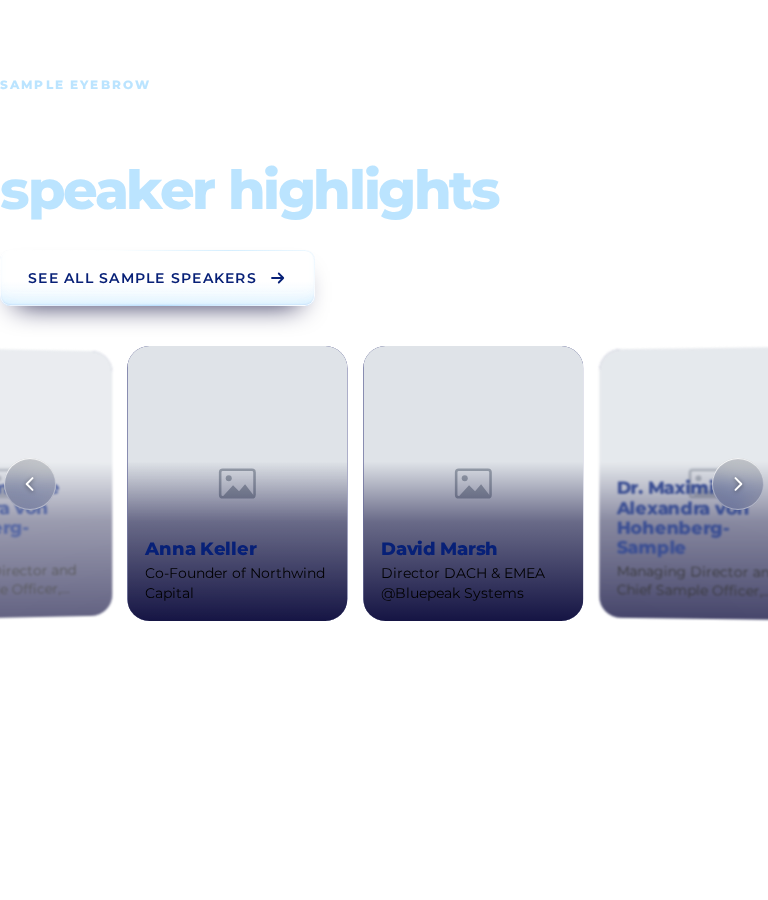 SAMPLE EYEBROW
speaker highlights
SEE ALL SAMPLE SPEAKERS
Anna Keller
Co-Founder of Northwind
Capital
David Marsh
Director DACH & EMEA
@Bluepeak Systems
Dr. Maximi
Alexandra von
Hohenberg-
Sample
Managing Director an
Chief Sample Officer...